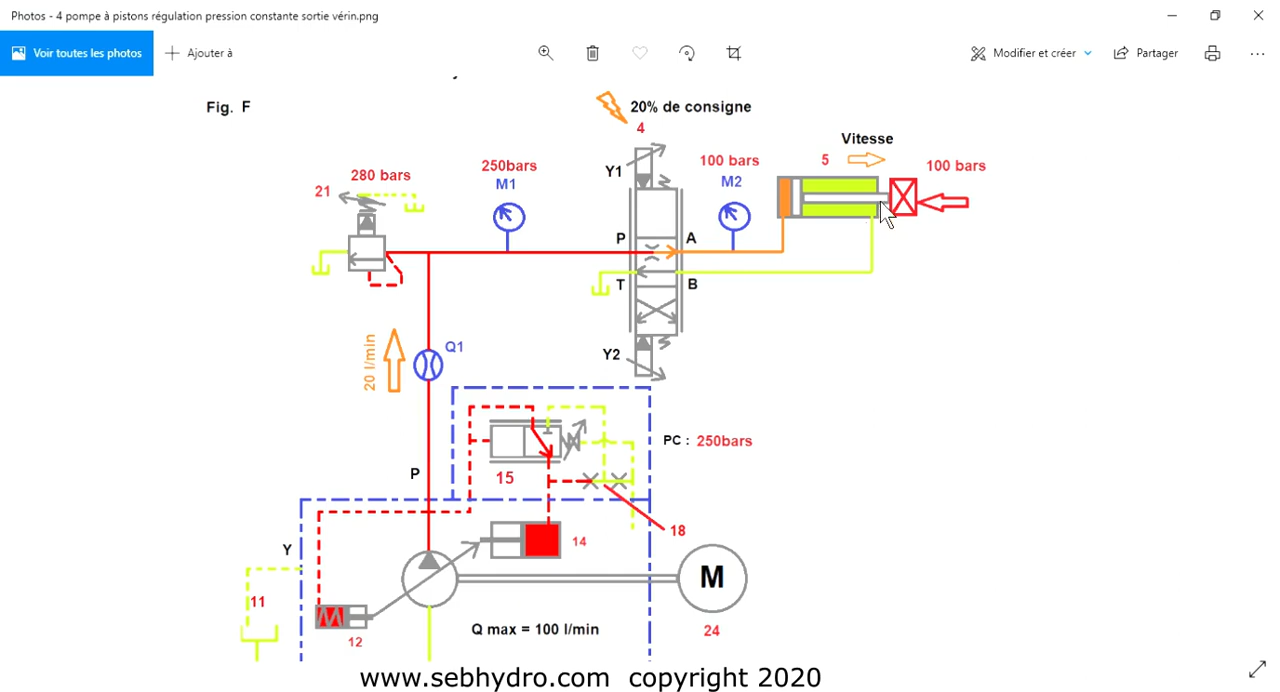 Photos - 4 pompe à pistons régulation pression constante sortie vérin.png
Voir toutes les photos
Ajouter à
Modifier et créer
Partager
Fig. F
20% de consigne
4
Vitesse
Y1
5
100 bars
250bars
100 bars
M1
M2
280 bars
21
P
A
T
B
20 l/min
Q1
Y2
PC : 250bars
15
P
18
14
Y
M
11
12
Q max = 100 l/min
24
www.sebhydro.com copyright 2020